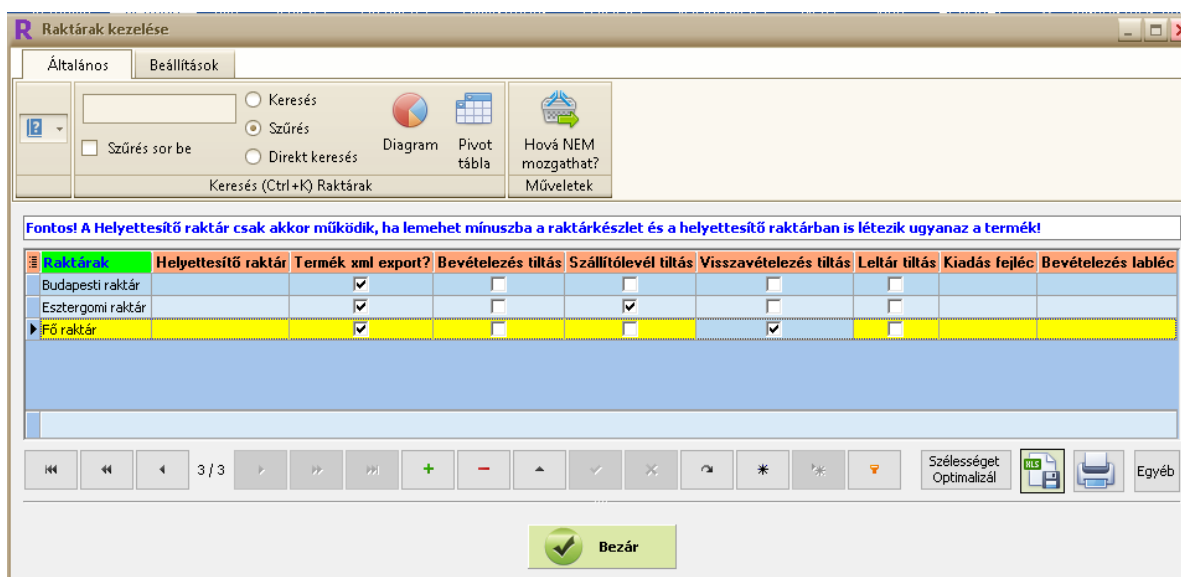 Raktárak kezelése
Általános Beállítások
Keresés
Szűrés
Szűrés sor be
Direkt keresés
Diagram
Pivot tábla
Keresés (Ctrl+K) Raktárak
Hová NEM mozgathat?
Műveletek
Fontos! A Helyettesítő raktár csak akkor működik, ha lemehet mínuszba a raktárkészlet és a helyettesítő raktárban is létezik ugyanaz a termék!
Raktárak Helyettesítő raktár Termék xml export? Bevételezés tiltás Szállítólevél tiltás Visszavételezés tiltás Leltár tiltás Kiadás fejléc Bevételezés labléc
Budapesti raktár
Esztergomi raktár
Fő raktár
3 / 3
Szélességet Optimalizál
XLS
Egyéb
Bezár